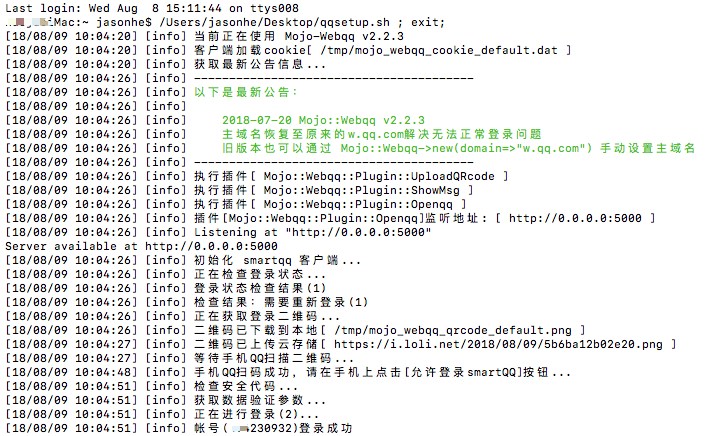 Last login: Wed Aug  8 15:11:44 on ttys007
iMac:~ jasonhe$ /Users/jasonhe/Desktop/qqsetup.sh ; exit;
[18/08/09 10:04:20] [info] 当前正在使用 Mojo-Webqq v2.2.3
[18/08/09 10:04:20] [info] 客户端加载cookie[ /tmp/mojo_webqq_cookie_default.dat ]
[18/08/09 10:04:20] [info] 获取最新公告信息...
[18/08/09 10:04:26] [info] ----------------------------------------
[18/08/09 10:04:26] [info] 以下是最新公告：
[18/08/09 10:04:26] [info]
[18/08/09 10:04:26] [info]     2018-07-20 Mojo::Webqq v2.2.3
[18/08/09 10:04:26] [info]     主域名恢复至原来的w.qq.com解决无法正常登录问题
[18/08/09 10:04:26] [info]     旧版本也可以通过 Mojo::Webqq->new(domain=>"w.qq.com") 手动设置主域名
[18/08/09 10:04:26] [info] ----------------------------------------
[18/08/09 10:04:26] [info] 执行插件[ Mojo::Webqq::Plugin::UploadQRcode ]
[18/08/09 10:04:26] [info] 执行插件[ Mojo::Webqq::Plugin::ShowMsg ]
[18/08/09 10:04:26] [info] 执行插件[ Mojo::Webqq::Plugin::Openqq ]
[18/08/09 10:04:26] [info] 插件[Mojo::Webqq::Plugin::Openqq]监听地址: [ http://0.0.0.0:5000 ]
[18/08/09 10:04:26] [info] Listening at "http://0.0.0.0:5000"
Server available at http://0.0.0.0:5000
[18/08/09 10:04:26] [info] 初始化 smartqq 客户端...
[18/08/09 10:04:26] [info] 正在检查登录状态...
[18/08/09 10:04:26] [info] 登录状态检查结果(1)
[18/08/09 10:04:26] [info] 检查结果：需要重新登录(1)
[18/08/09 10:04:26] [info] 正在获取登录二维码...
[18/08/09 10:04:26] [info] 二维码已下载到本地[ /tmp/mojo_webqq_qrcode_default.png ]
[18/08/09 10:04:27] [info] 二维码已上传云存储[ https://i.loli.net/2018/08/09/5b6ba12b02e20.png ]
[18/08/09 10:04:27] [info] 等待手机QQ扫描二维码...
[18/08/09 10:04:48] [info] 手机QQ扫码成功，请在手机上点击[允许登录smartQQ]按钮...
[18/08/09 10:04:51] [info] 检查安全代码...
[18/08/09 10:04:51] [info] 获取数据验证参数...
[18/08/09 10:04:51] [info] 正在进行登录(2)...
[18/08/09 10:04:51] [info] 帐号(230932)登录成功